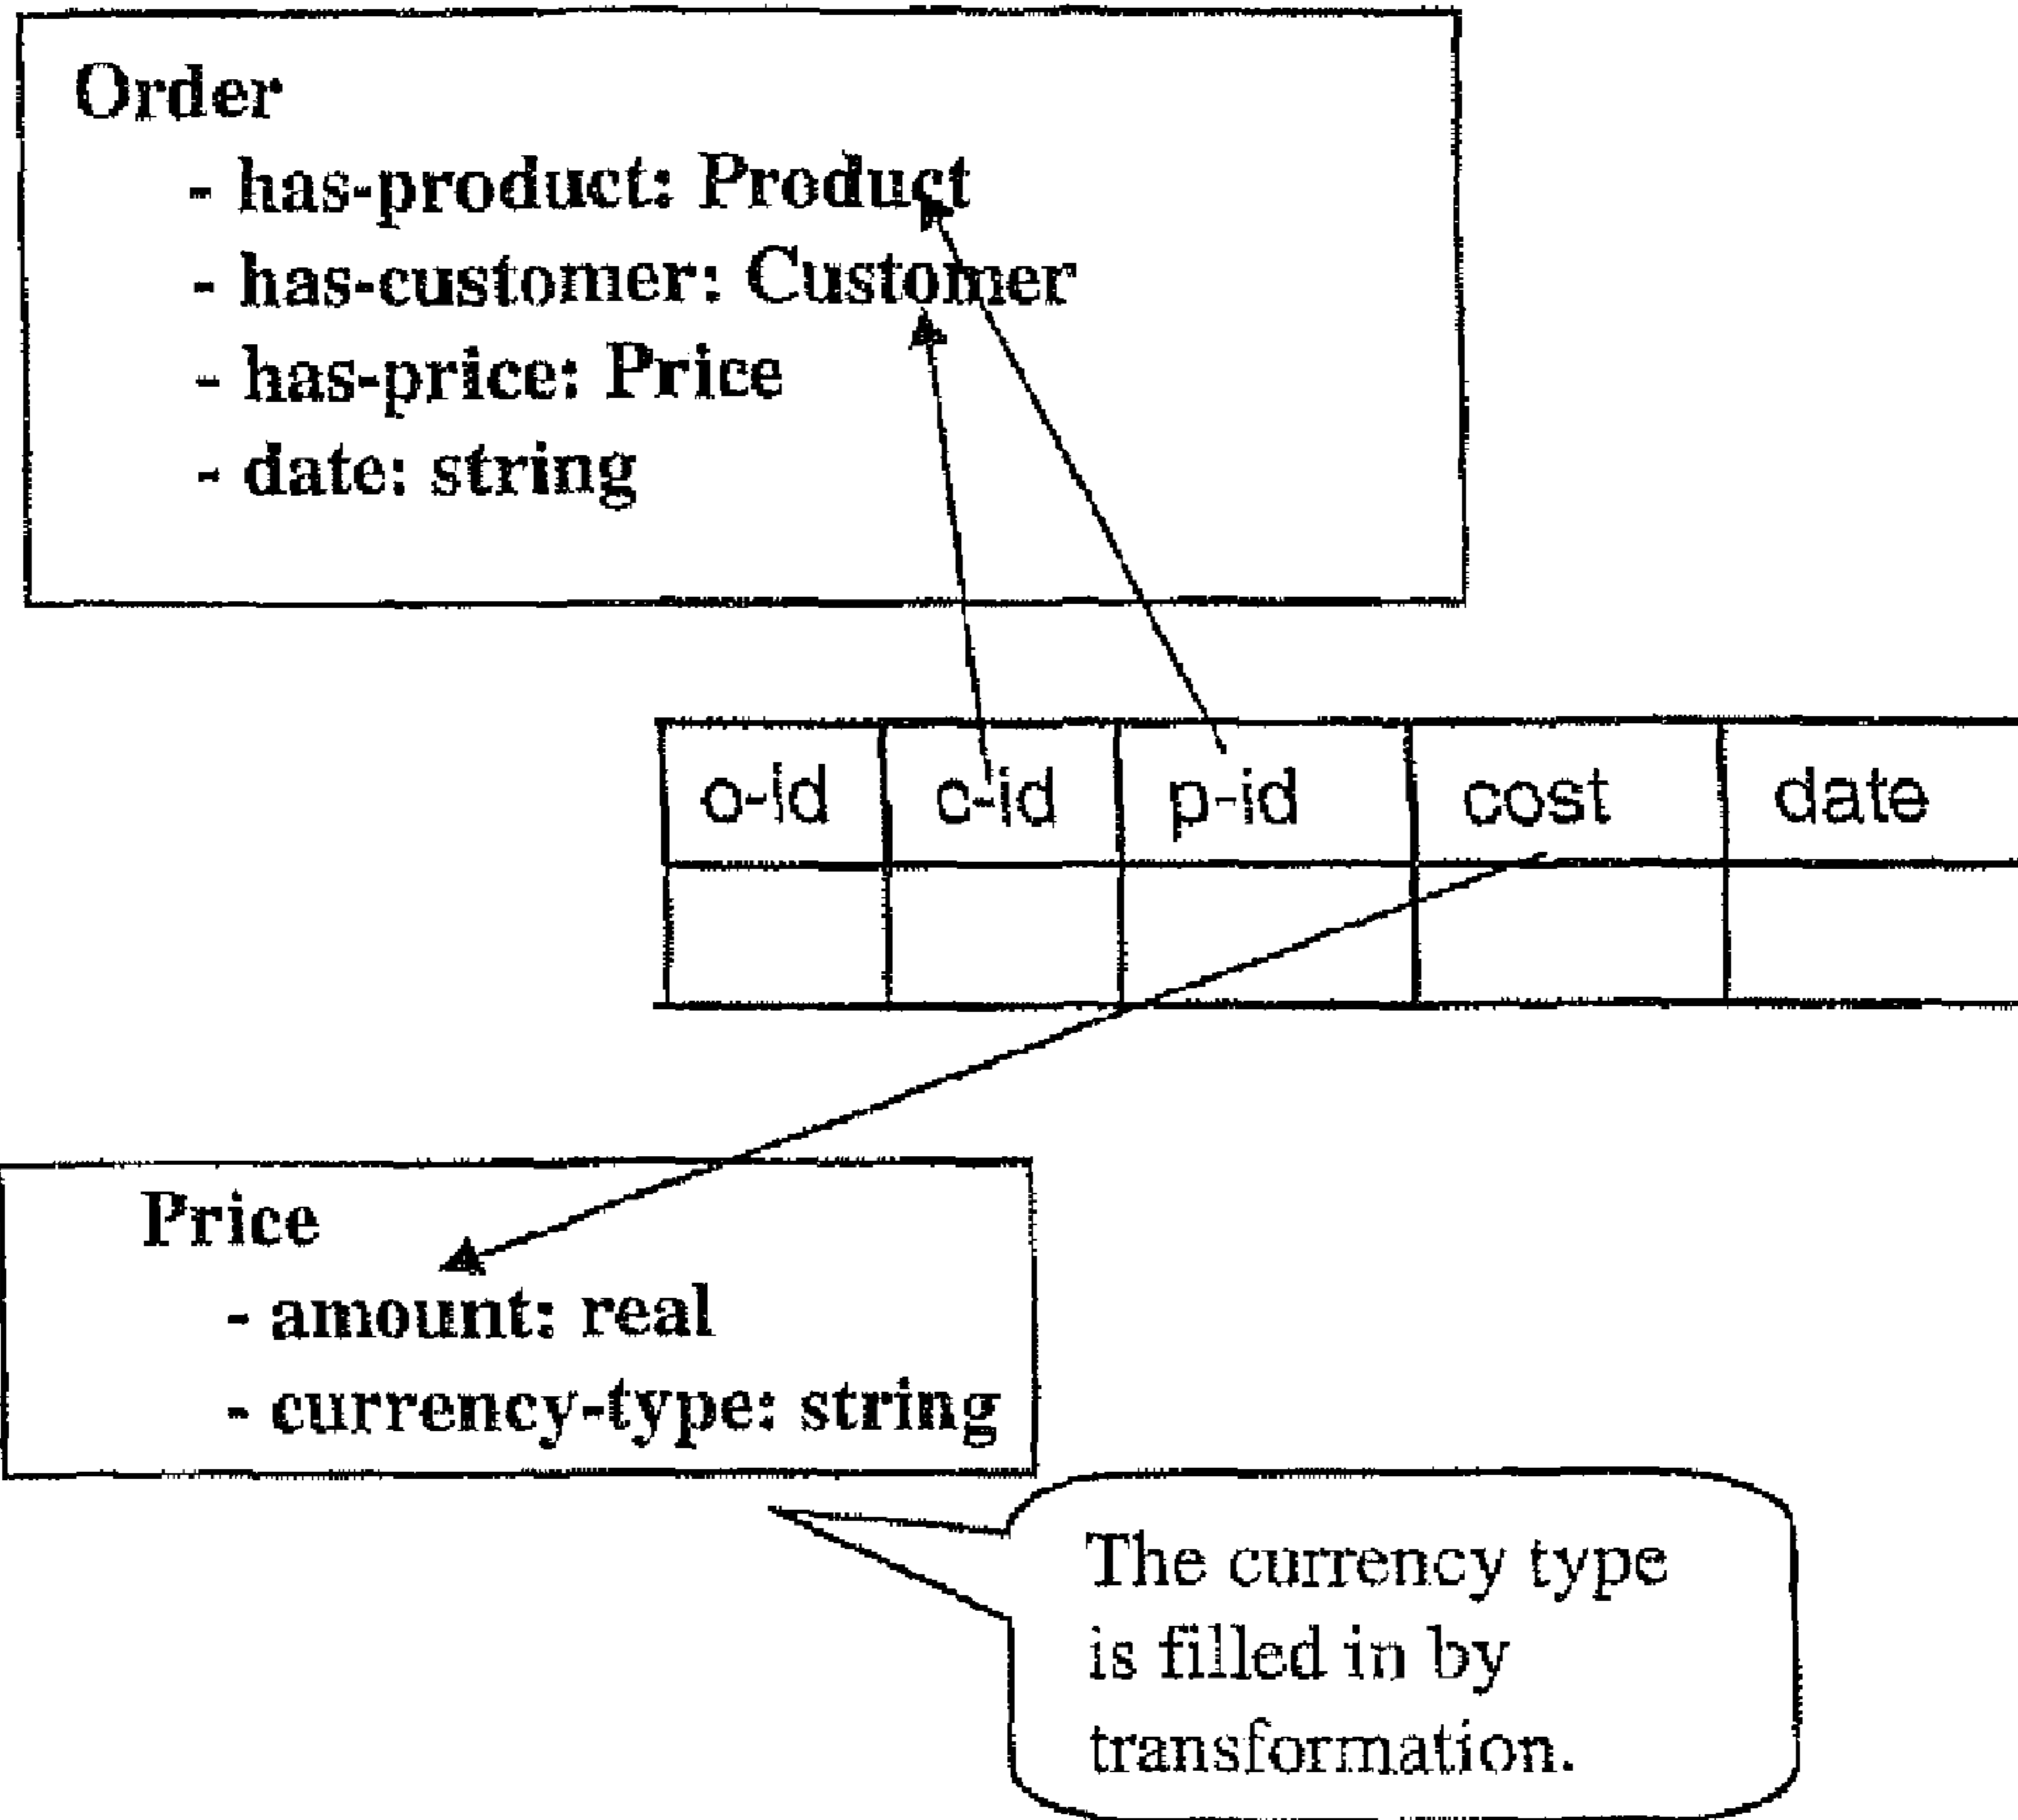 Order
- has-product: Product
- has-customer: Customer
- has-price: Price
- date: string
o-id c-id p-id cost date
Price
- amount: real
- currency-type: string
The currency type
is filled in by
transformation.